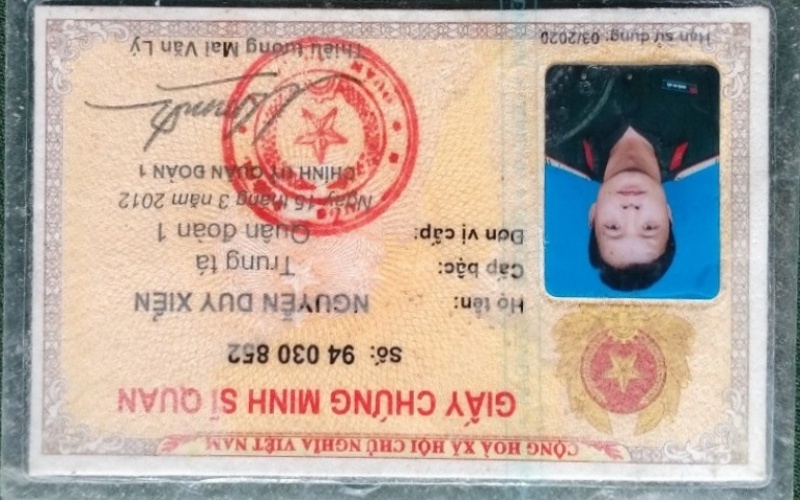 CỘNG HOÀ XÃ HỘI CHỦ NGHĨA VIỆT NAM
GIẤY CHỨNG MINH SĨ QUAN
Số: 94 030 852
Họ tên: NGUYỄN DUY XIỂN
Cấp bậc: Trung tá
Đơn vị cấp: Quân đoàn 1
Ngày 15 tháng 3 năm 2012
CHÍNH UỶ QUÂN ĐOÀN 1
Thiếu tướng Mai Văn Lý
Hạn sử dụng: 03/2020